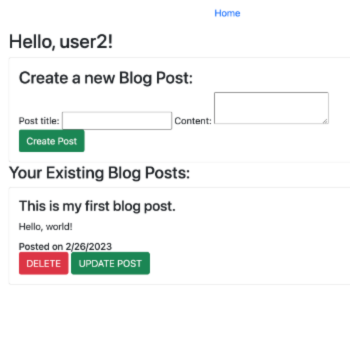 Home
Hello, user2!
Create a new Blog Post:
Post title: Content:
Create Post
Your Existing Blog Posts:
This is my first blog post.
Hello, world!
Posted on 2/26/2023
DELETE UPDATE POST